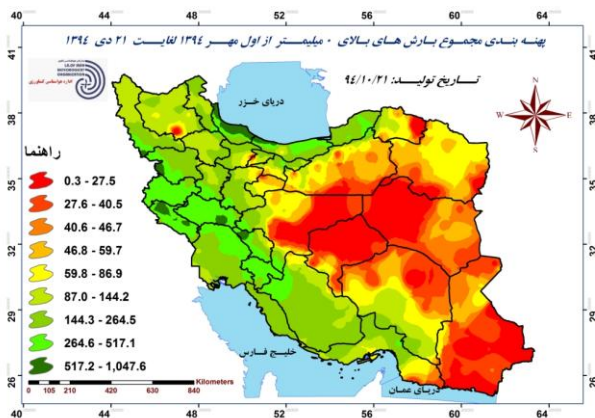 40 44 48 52 56 60 64
پهنه بندی مجموع بارش های بالای ۰ میلیمتر از اول مهر ۱۳۹۴ لغایت ۲۱ دی ۱۳۹۴
تاریخ تولید: ۹۴/۱۰/۲۱
اداره هواشناسی کشاورزی
دریای خزر
N
W E
S
41
38
35
32
29
26
راهنما
0.3 - 27.5
27.6 - 40.5
40.6 - 46.7
46.8 - 59.7
59.8 - 86.9
87.0 - 144.2
144.3 - 264.5
264.6 - 517.1
517.2 - 1,047.6
خلیج فارس
دریای عمان
Kilometers
0 105 210 420 630 840
41
38
35
32
29
26
44 48 52 56 60 64